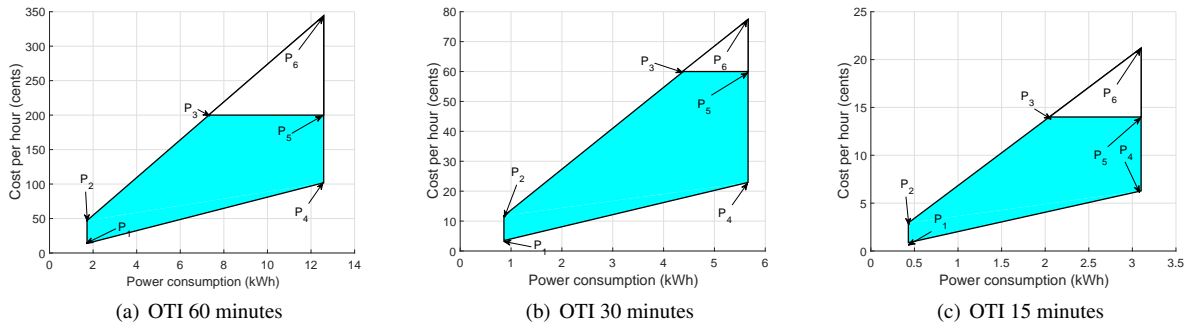 350
300
250
200
150
100
50
0
Cost per hour (cents)
P6
P3
P5
P2
P4
P1
0 2 4 6 8 10 12 14
Power consumption (kWh)
(a) OTI 60 minutes
80
70
60
50
40
30
20
10
0
Cost per hour (cents)
P3
P6
P5
P2
P4
P1
0 1 2 3 4 5 6
Power consumption (kWh)
(b) OTI 30 minutes
25
20
15
10
5
0
Cost per hour (cents)
P6
P3
P5
P4
P2
P1
0 0.5 1 1.5 2 2.5 3 3.5
Power consumption (kWh)
(c) OTI 15 minutes